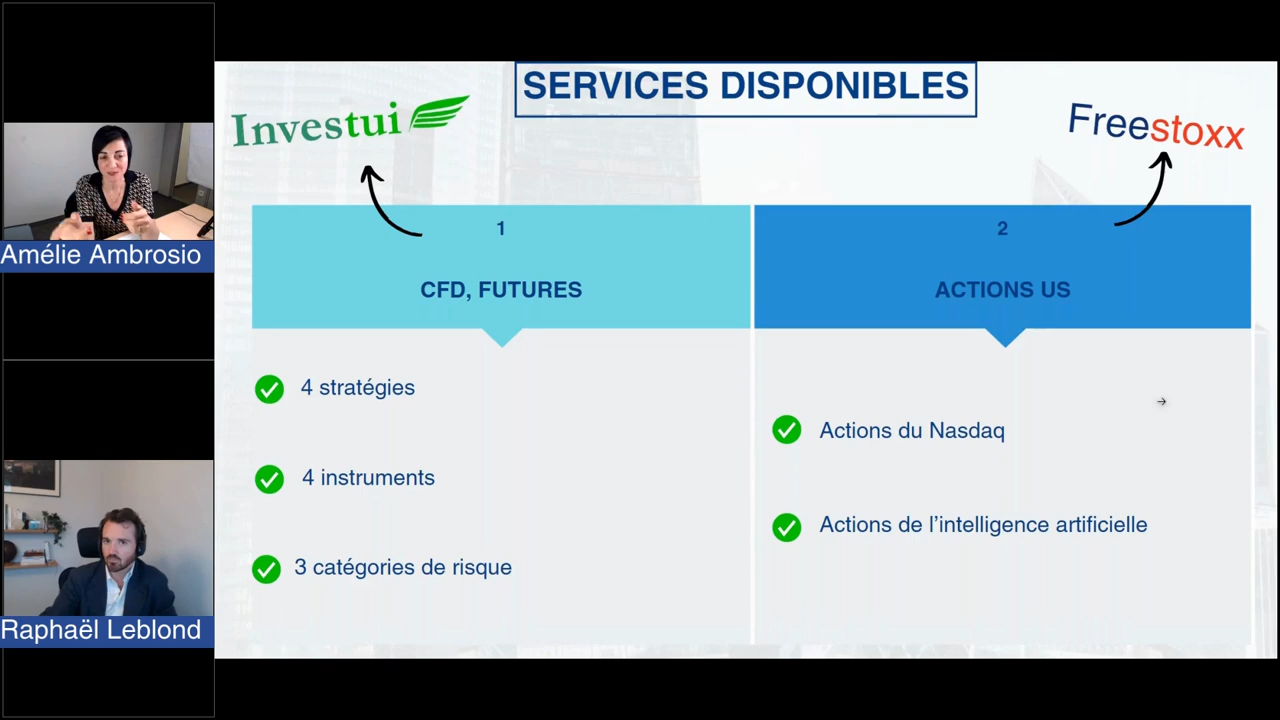 SERVICES DISPONIBLES
Investui
Freestoxx
Amélie Ambrosio
1
CFD, FUTURES
4 stratégies
4 instruments
3 catégories de risque
2
ACTIONS US
Actions du Nasdaq
Actions de l’intelligence artificielle
Raphaël Leblond